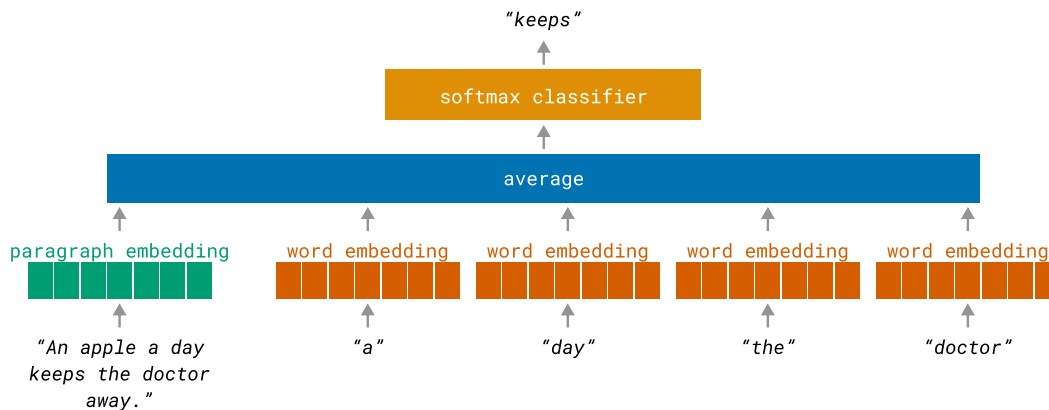 “keeps”
softmax classifier
average
paragraph embedding
word embedding
word embedding
word embedding
word embedding
“An apple a day
keeps the doctor
away.”
“a”
“day”
“the”
“doctor”